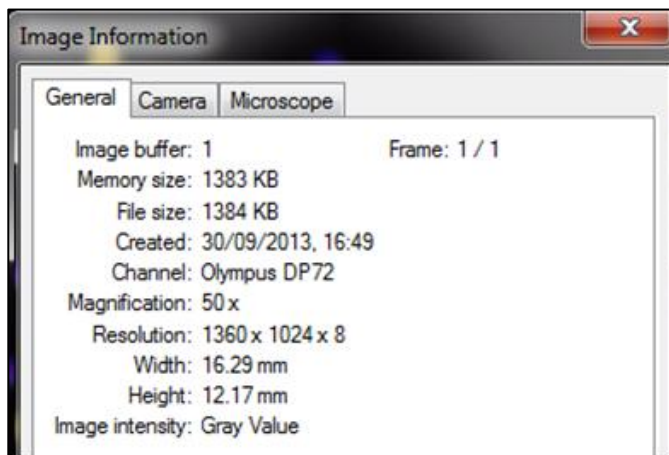 Image Information
General Camera Microscope
Image buffer: 1 Frame: 1 / 1
Memory size: 1383 KB
File size: 1384 KB
Created: 30/09/2013, 16:49
Channel: Olympus DP72
Magnification: 50 x
Resolution: 1360 x 1024 x 8
Width: 16.29 mm
Height: 12.17 mm
Image intensity: Gray Value